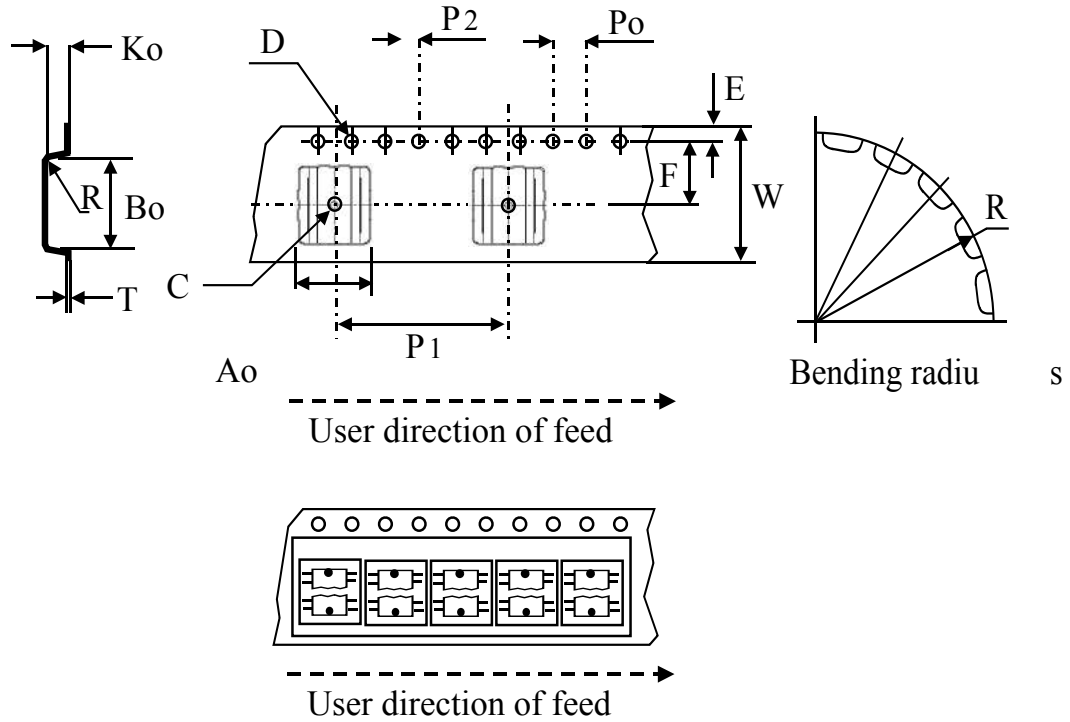 P2
Po
Ko
D
E
F
W
R
Bo
R
C
T
P1
Ao
Bending radiu s
User direction of feed
User direction of feed